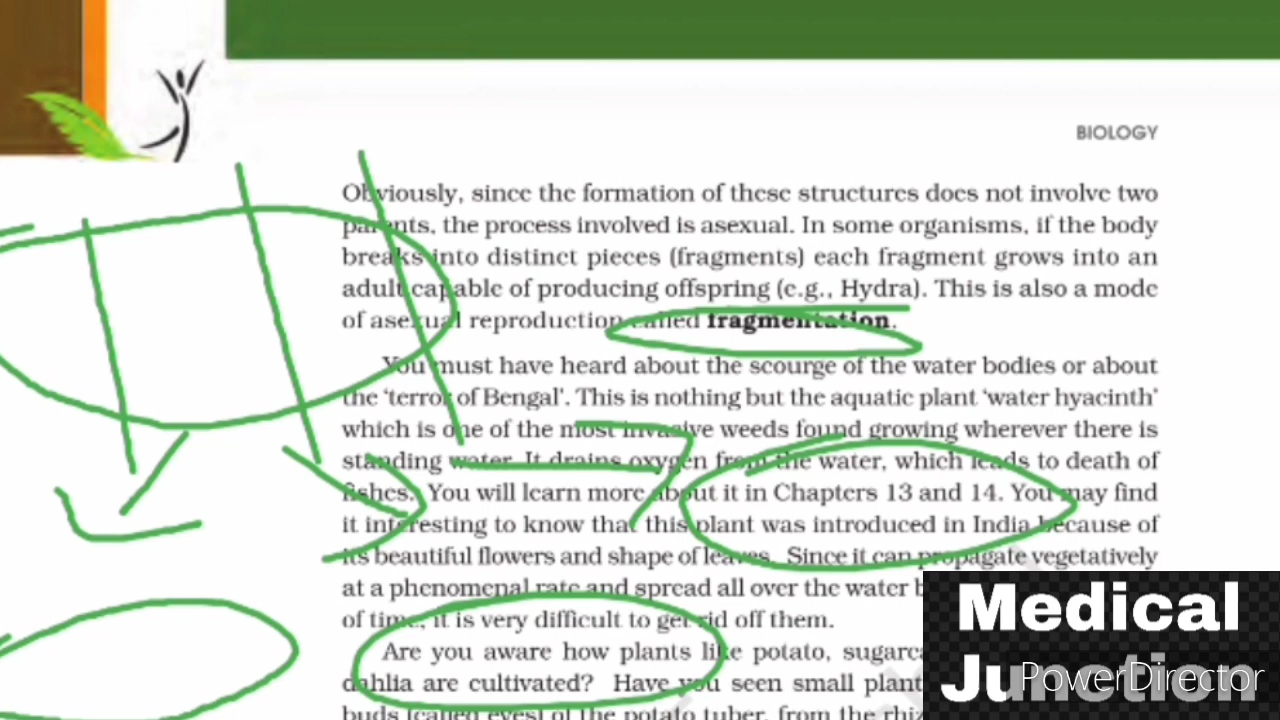 BIOLOGY
Obviously, since the formation of these structures does not involve two
parents, the process involved is asexual. In some organisms, if the body
breaks into distinct pieces (fragments) each fragment grows into an
adult capable of producing offspring (e.g., Hydra). This is also a mode
of asexual reproduction called fragmentation.
You must have heard about the scourge of the water bodies or about
the ‘terror of Bengal’. This is nothing but the aquatic plant ‘water hyacinth’
which is one of the most invasive weeds found growing wherever there is
standing water. It drains oxygen from the water, which leads to death of
fishes. You will learn more about it in Chapters 13 and 14. You may find
it interesting to know that this plant was introduced in India because of
its beautiful flowers and shape of leaves. Since it can propagate vegetatively
at a phenomenal rate and spread all over the water
of time, it is very difficult to get rid off them.
Are you aware how plants like potato,
dahlia are cultivated? Have you seen small
buds (called eyes) of the potato tuber, from the
Medical
Junction
PowerDirector